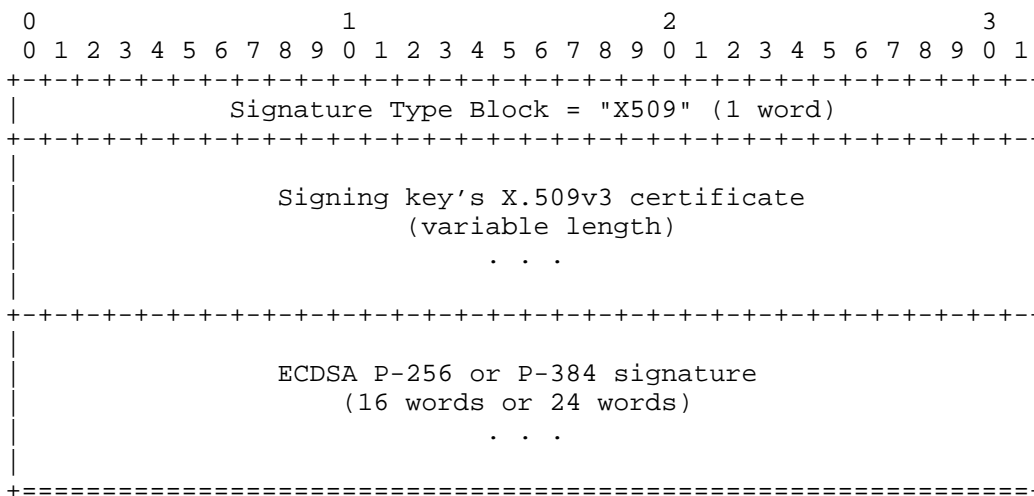 0                   1                   2                   3
 0 1 2 3 4 5 6 7 8 9 0 1 2 3 4 5 6 7 8 9 0 1 2 3 4 5 6 7 8 9 0 1
+-+-+-+-+-+-+-+-+-+-+-+-+-+-+-+-+-+-+-+-+-+-+-+-+-+-+-+-+-+-+-+-
|             Signature Type Block = "X509" (1 word)
+-+-+-+-+-+-+-+-+-+-+-+-+-+-+-+-+-+-+-+-+-+-+-+-+-+-+-+-+-+-+-+-
|
|                Signing key's X.509v3 certificate
|                        (variable length)
|                             . . .
|
+-+-+-+-+-+-+-+-+-+-+-+-+-+-+-+-+-+-+-+-+-+-+-+-+-+-+-+-+-+-+-+-
|
|                ECDSA P-256 or P-384 signature
|                    (16 words or 24 words)
|                             . . .
|
+===============================================================